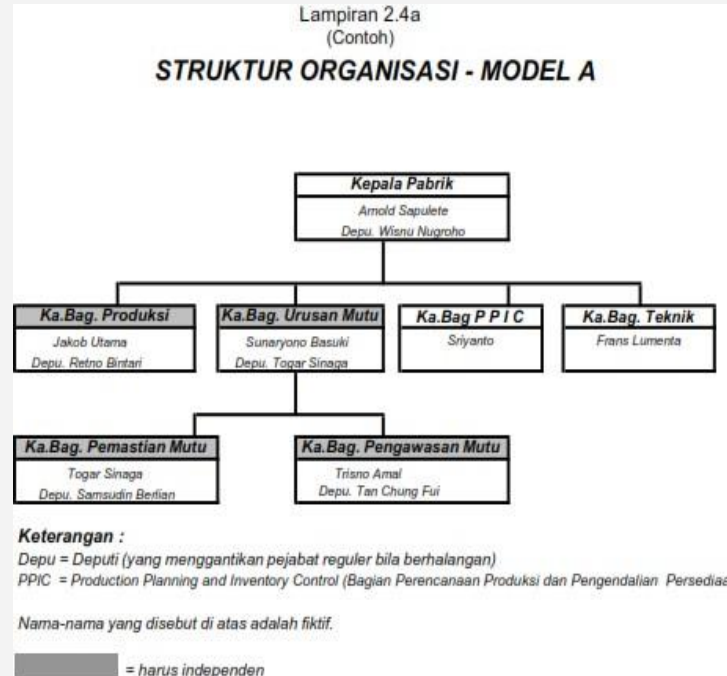 Lampiran 2.4a
(Contoh)
STRUKTUR ORGANISASI - MODEL A
Kepala Pabrik
Arnold Sapulete
Depu. Wisnu Nugroho
Ka.Bag. Produksi
Jakob Utama
Depu. Retno Bintari
Ka.Bag. Urusan Mutu
Sunaryono Basuki
Depu. Togar Sinaga
Ka.Bag P P I C
Sriyanto
Ka.Bag. Teknik
Frans Lumenta
Ka.Bag. Pemastian Mutu
Togar Sinaga
Depu. Samsudin Berlian
Ka.Bag. Pengawasan Mutu
Trisno Amal
Depu. Tan Chung Fui
Keterangan :
Depu = Deputi (yang menggantikan pejabat reguler bila berhalangan)
PPIC = Production Planning and Inventory Control (Bagian Perencanaan Produksi dan Pengendalian Persediaa
Nama-nama yang disebut di atas adalah fiktif.
= harus independen